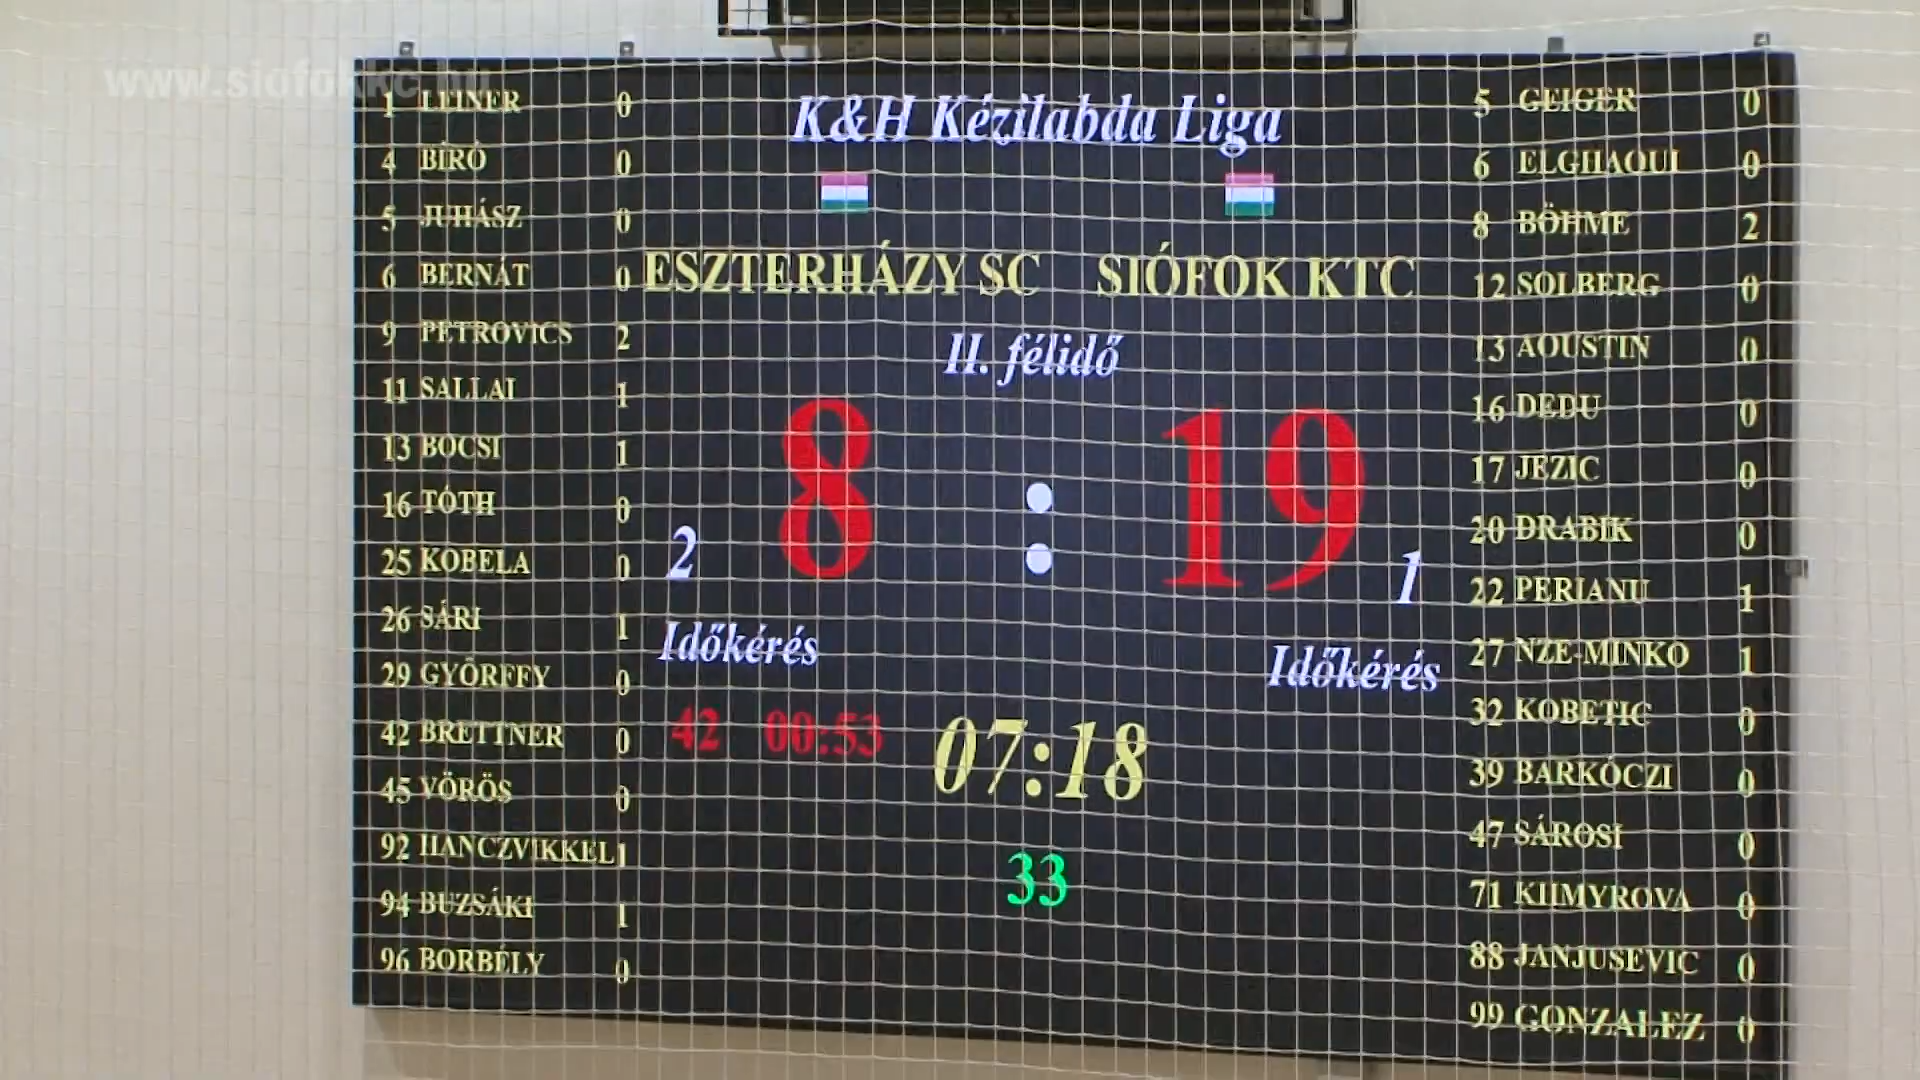 www.siofokkc.hu
1 LEINER 0
4 BÍRÓ 0
5 JUHÁSZ 0
6 BERNÁT 0
9 PETROVICS 2
11 SALLAI 1
13 BOCSI 1
16 TÓTH 0
25 KOBELA 0
26 SÁRI 1
29 GYÖRFFY 0
42 BRETTNER 0
45 VÖRÖS 0
92 HANCZVIKKEL 1
94 BUZSÁKI 1
96 BORBÉLY 0
K&H Kézilabda Liga
ESZTERHÁZY SC SIÓFOK KTC
II. félidő
8 : 19
2 1
Időkérés Időkérés
42 00:53 07:18
33
5 GEIGER 0
6 ELGHAOUI 0
8 BÖHME 2
12 SOLBERG 0
13 AOUSTIN 0
16 DEDU 0
17 JEZIC 0
20 DRABIK 0
22 PERIANU 1
27 NZE-MINKO 1
32 KOBETIC 0
39 BARKÓCZI 0
47 SÁROSI 0
71 KHMYROVA 0
88 JANJUSEVIC 0
99 GONZALEZ 0